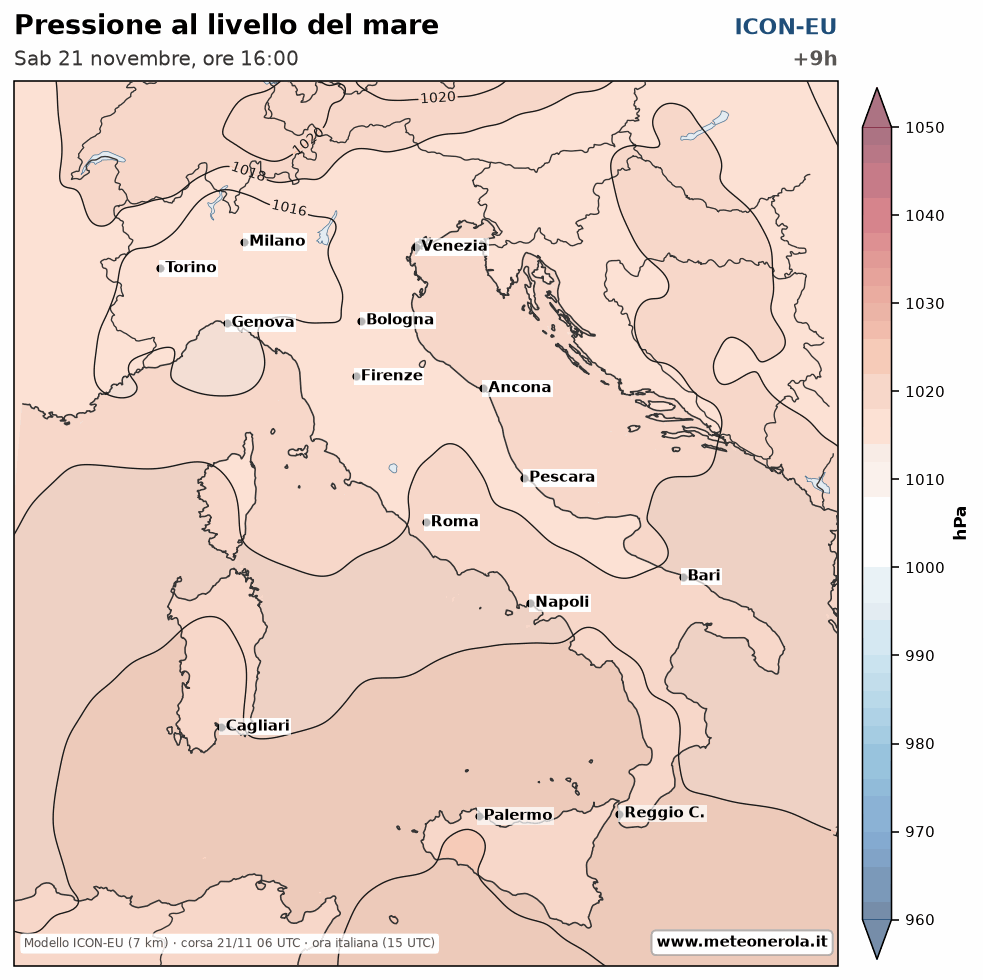 Pressione al livello del mare
ICON-EU
Sab 21 novembre, ore 16:00
+9h
1020
1020
1018
1016
Milano
Venezia
Torino
Genova
Bologna
Firenze
Ancona
Pescara
Roma
Bari
Napoli
Cagliari
Palermo
Reggio C.
1050
1040
1030
1020
1010
1000
990
980
970
960
hPa
Modello ICON-EU (7 km) · corsa 21/11 06 UTC · ora italiana (15 UTC)
www.meteonerola.it